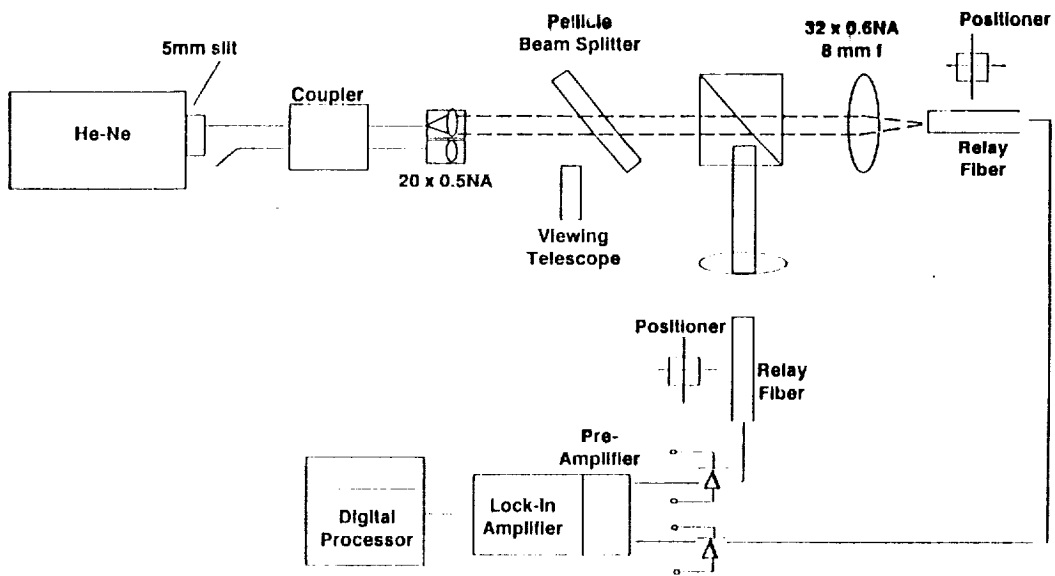 Pellicle
Beam Splitter
32 x 0.6NA
8 mm f
Positioner
5mm slit
Coupler
He-Ne
Relay
Fiber
20 x 0.5NA
Viewing
Telescope
Positioner
Relay
Fiber
Pre-
Amplifier
Lock-In
Amplifier
Digital
Processor